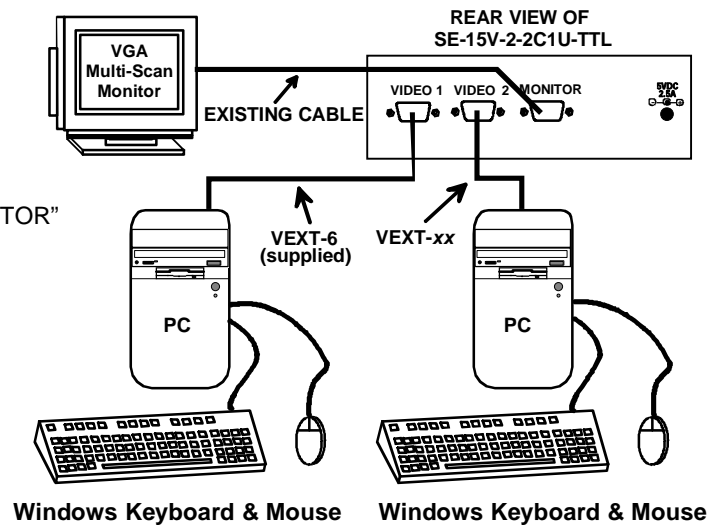 REAR VIEW OF
SE-15V-2-2C1U-TTL
VGA
Multi-Scan
Monitor
EXISTING CABLE
VIDEO 1 VIDEO 2 MONITOR
5VDC
2.5A
TOR”
VEXT-6
(supplied)
VEXT-xx
PC
PC
Windows Keyboard & Mouse
Windows Keyboard & Mouse